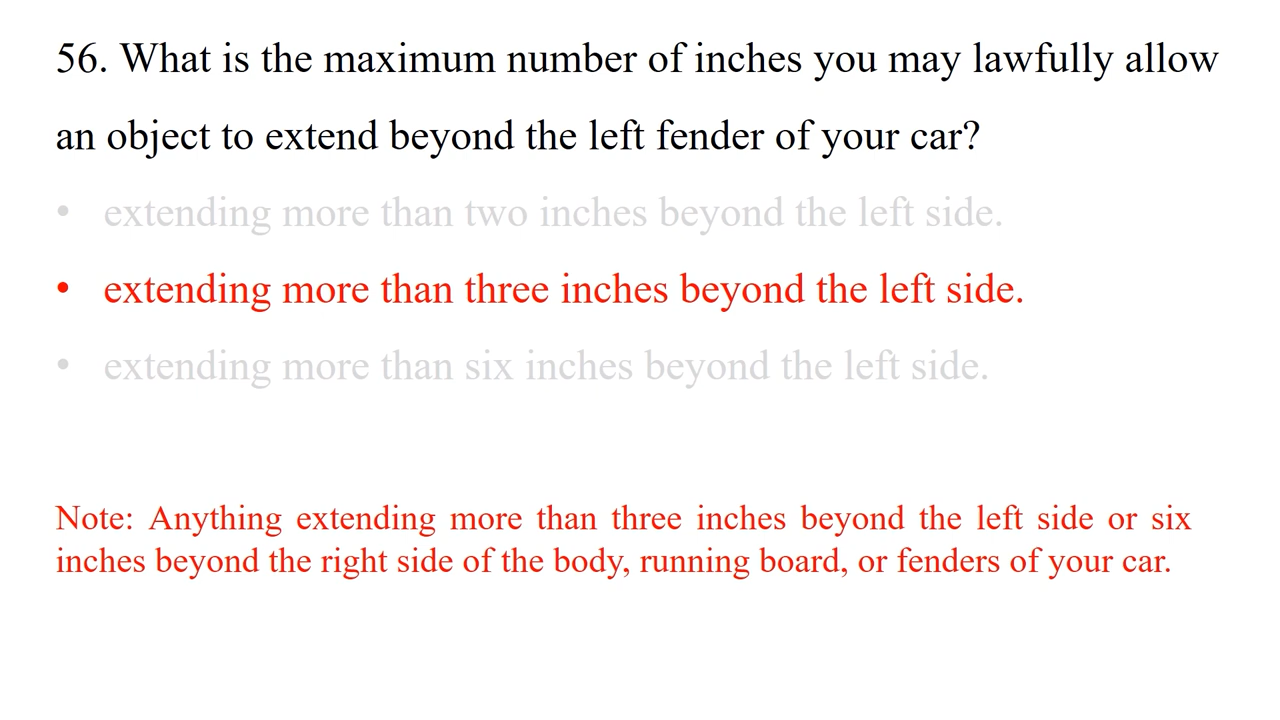 56. What is the maximum number of inches you may lawfully allow
an object to extend beyond the left fender of your car?
• extending more than two inches beyond the left side.
• extending more than three inches beyond the left side.
• extending more than six inches beyond the left side.
Note: Anything extending more than three inches beyond the left side or six
inches beyond the right side of the body, running board, or fenders of your car.